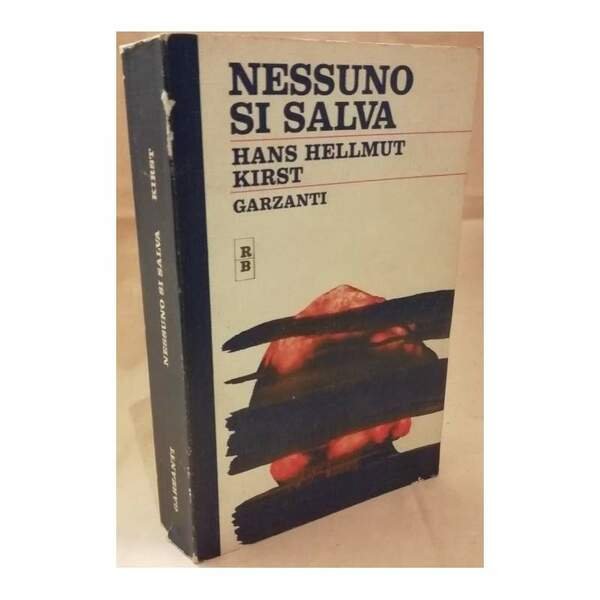 NESSUNO
SI SALVA
HANS HELLMUT
KIRST
GARZANTI
R
B
KIRST
NESSUNO SI SALVA
GARZANTI